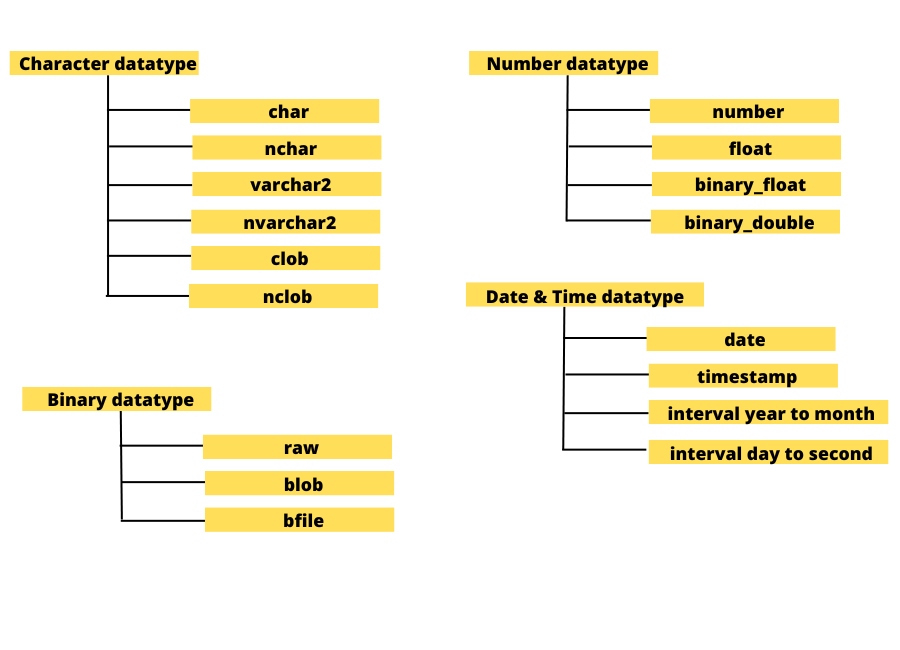 Character datatype
char
nchar
varchar2
nvarchar2
clob
nclob
Binary datatype
raw
blob
bfile
Number datatype
number
float
binary_float
binary_double
Date & Time datatype
date
timestamp
interval year to month
interval day to second